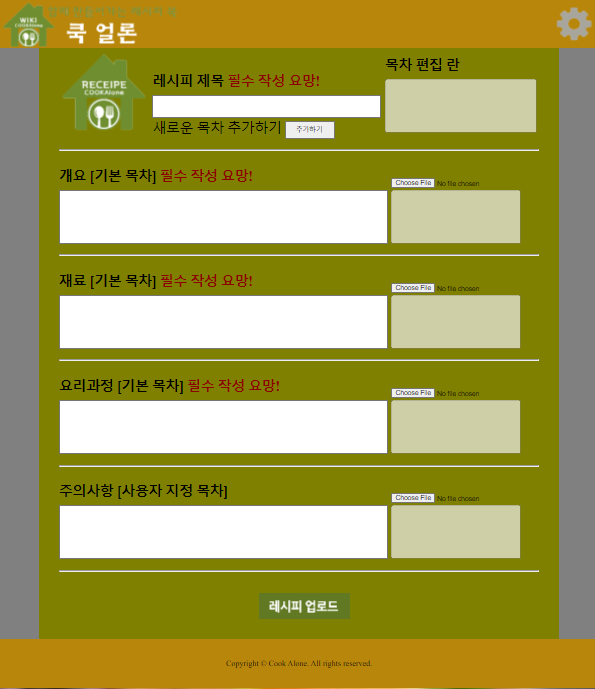 WIKI
COOKAlone
쿡 얼론
RECEIPE
COOKAlone
레시피 제목 필수 작성 요망!
목차 편집 란
새로운 목차 추가하기 추가하기
개요 [기본 목차] 필수 작성 요망!
Choose File No file chosen
재료 [기본 목차] 필수 작성 요망!
Choose File No file chosen
요리과정 [기본 목차] 필수 작성 요망!
Choose File No file chosen
주의사항 [사용자 지정 목차]
Choose File No file chosen
레시피 업로드
Copyright © Cook Alone. All rights reserved.